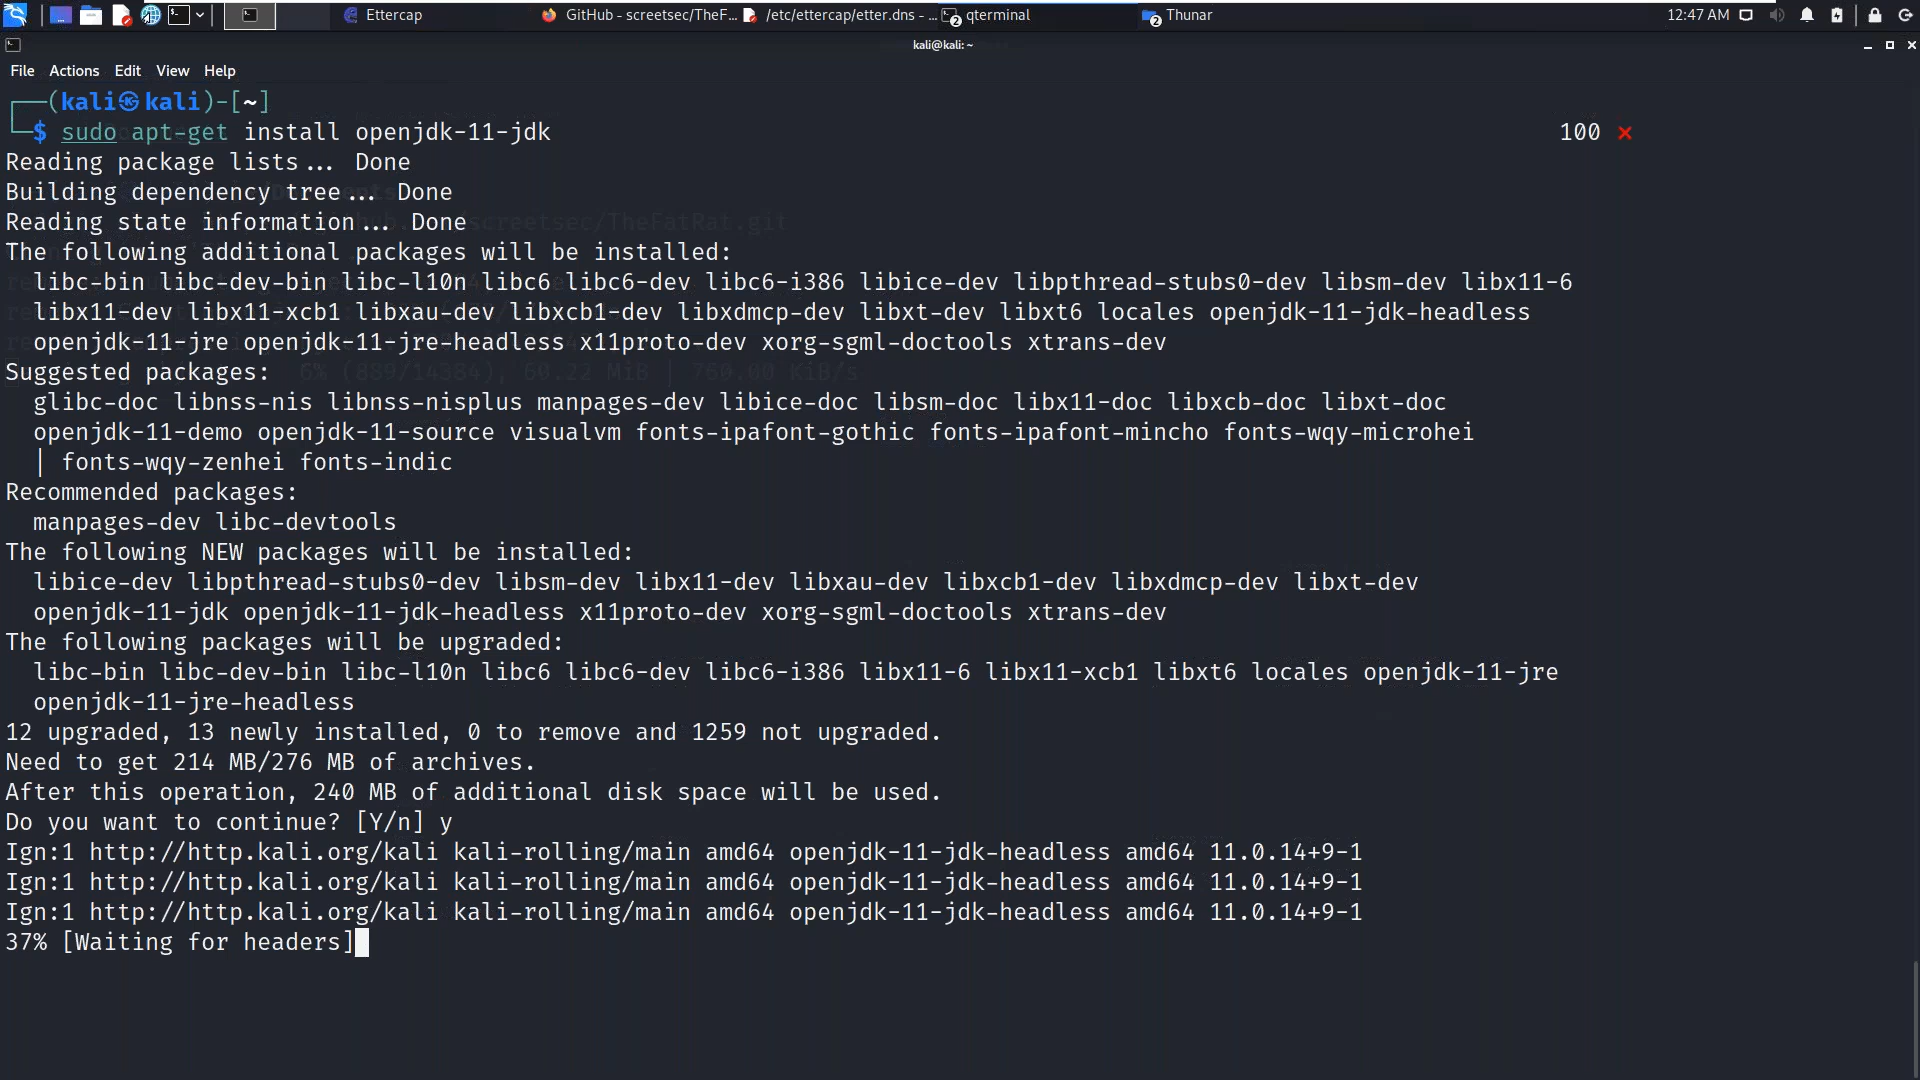 Ettercap
GitHub - screetsec/TheF...
/etc/ettercap/etter.dns - ...
2 qterminal
2 Thunar
12:47 AM
kali@kali: ~
File Actions Edit View Help
┌──(kali㉿kali)-[~]
└─$ sudo apt-get install openjdk-11-jdk 100 ⨯
Reading package lists... Done
Building dependency tree... Done
Reading state information... Done
The following additional packages will be installed:
libc-bin libc-dev-bin libc-l10n libc6 libc6-dev libc6-i386 libice-dev libpthread-stubs0-dev libsm-dev libx11-6
libx11-dev libx11-xcb1 libxau-dev libxcb1-dev libxdmcp-dev libxt-dev libxt6 locales openjdk-11-jdk-headless
openjdk-11-jre openjdk-11-jre-headless x11proto-dev xorg-sgml-doctools xtrans-dev
Suggested packages: 6% (889/14384), 60.22 MiB | 750.00 KiB/s
glibc-doc libnss-nis libnss-nisplus manpages-dev libice-doc libsm-doc libx11-doc libxcb-doc libxt-doc
openjdk-11-demo openjdk-11-source visualvm fonts-ipafont-gothic fonts-ipafont-mincho fonts-wqy-microhei
| fonts-wqy-zenhei fonts-indic
Recommended packages:
manpages-dev libc-devtools
The following NEW packages will be installed:
libice-dev libpthread-stubs0-dev libsm-dev libx11-dev libxau-dev libxcb1-dev libxdmcp-dev libxt-dev
openjdk-11-jdk openjdk-11-jdk-headless x11proto-dev xorg-sgml-doctools xtrans-dev
The following packages will be upgraded:
libc-bin libc-dev-bin libc-l10n libc6 libc6-dev libc6-i386 libx11-6 libx11-xcb1 libxt6 locales openjdk-11-jre
openjdk-11-jre-headless
12 upgraded, 13 newly installed, 0 to remove and 1259 not upgraded.
Need to get 214 MB/276 MB of archives.
After this operation, 240 MB of additional disk space will be used.
Do you want to continue? [Y/n] y
Ign:1 http://http.kali.org/kali kali-rolling/main amd64 openjdk-11-jdk-headless amd64 11.0.14+9-1
Ign:1 http://http.kali.org/kali kali-rolling/main amd64 openjdk-11-jdk-headless amd64 11.0.14+9-1
Ign:1 http://http.kali.org/kali kali-rolling/main amd64 openjdk-11-jdk-headless amd64 11.0.14+9-1
37% [Waiting for headers]